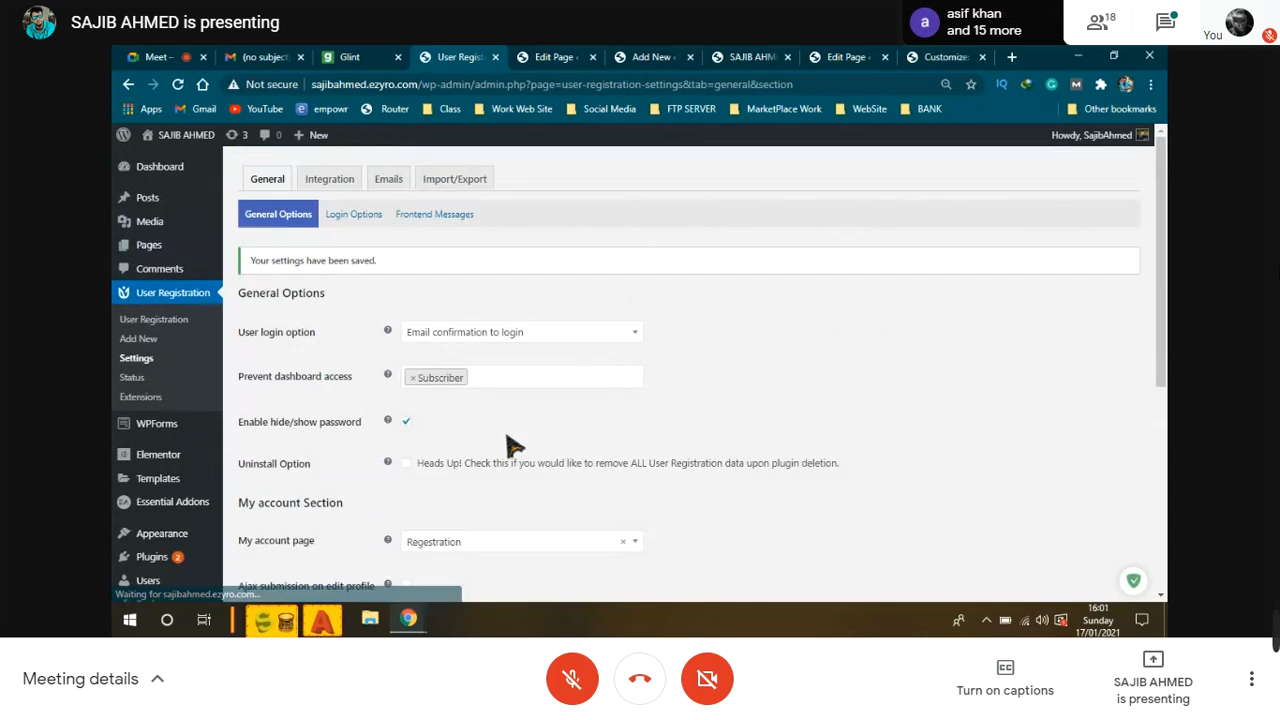 SAJIB AHMED is presenting
asif khan
and 15 more
18
You
Meet -
(no subject
Glint
User Regis
Edit Page
Add New
SAJIB AHM
Edit Page
Customize:
Not secure
sajibahmed.ezyro.com/wp-admin/admin.php?page=user-registration-settings&tab=general&section
Apps
Gmail
YouTube
empowr
Router
Class
Work Web Site
Social Media
FTP SERVER
MarketPlace Work
WebSite
BANK
Other bookmarks
SAJIB AHMED
3
0
New
Howdy, SajibAhmed
Dashboard
Posts
Media
Pages
Comments
User Registration
User Registration
Add New
Settings
Status
Extensions
WPForms
Elementor
Templates
Essential Addons
Appearance
Plugins 2
Users
General
Integration
Emails
Import/Export
General Options
Login Options
Frontend Messages
Your settings have been saved.
General Options
User login option
Email confirmation to login
Prevent dashboard access
× Subscriber
Enable hide/show password
Uninstall Option
Heads Up! Check this if you would like to remove ALL User Registration data upon plugin deletion.
My account Section
My account page
Regestration
Ajax submission on edit profile
Waiting for sajibahmed.ezyro.com...
16:01
Sunday
17/01/2021
Meeting details
Turn on captions
SAJIB AHMED
is presenting